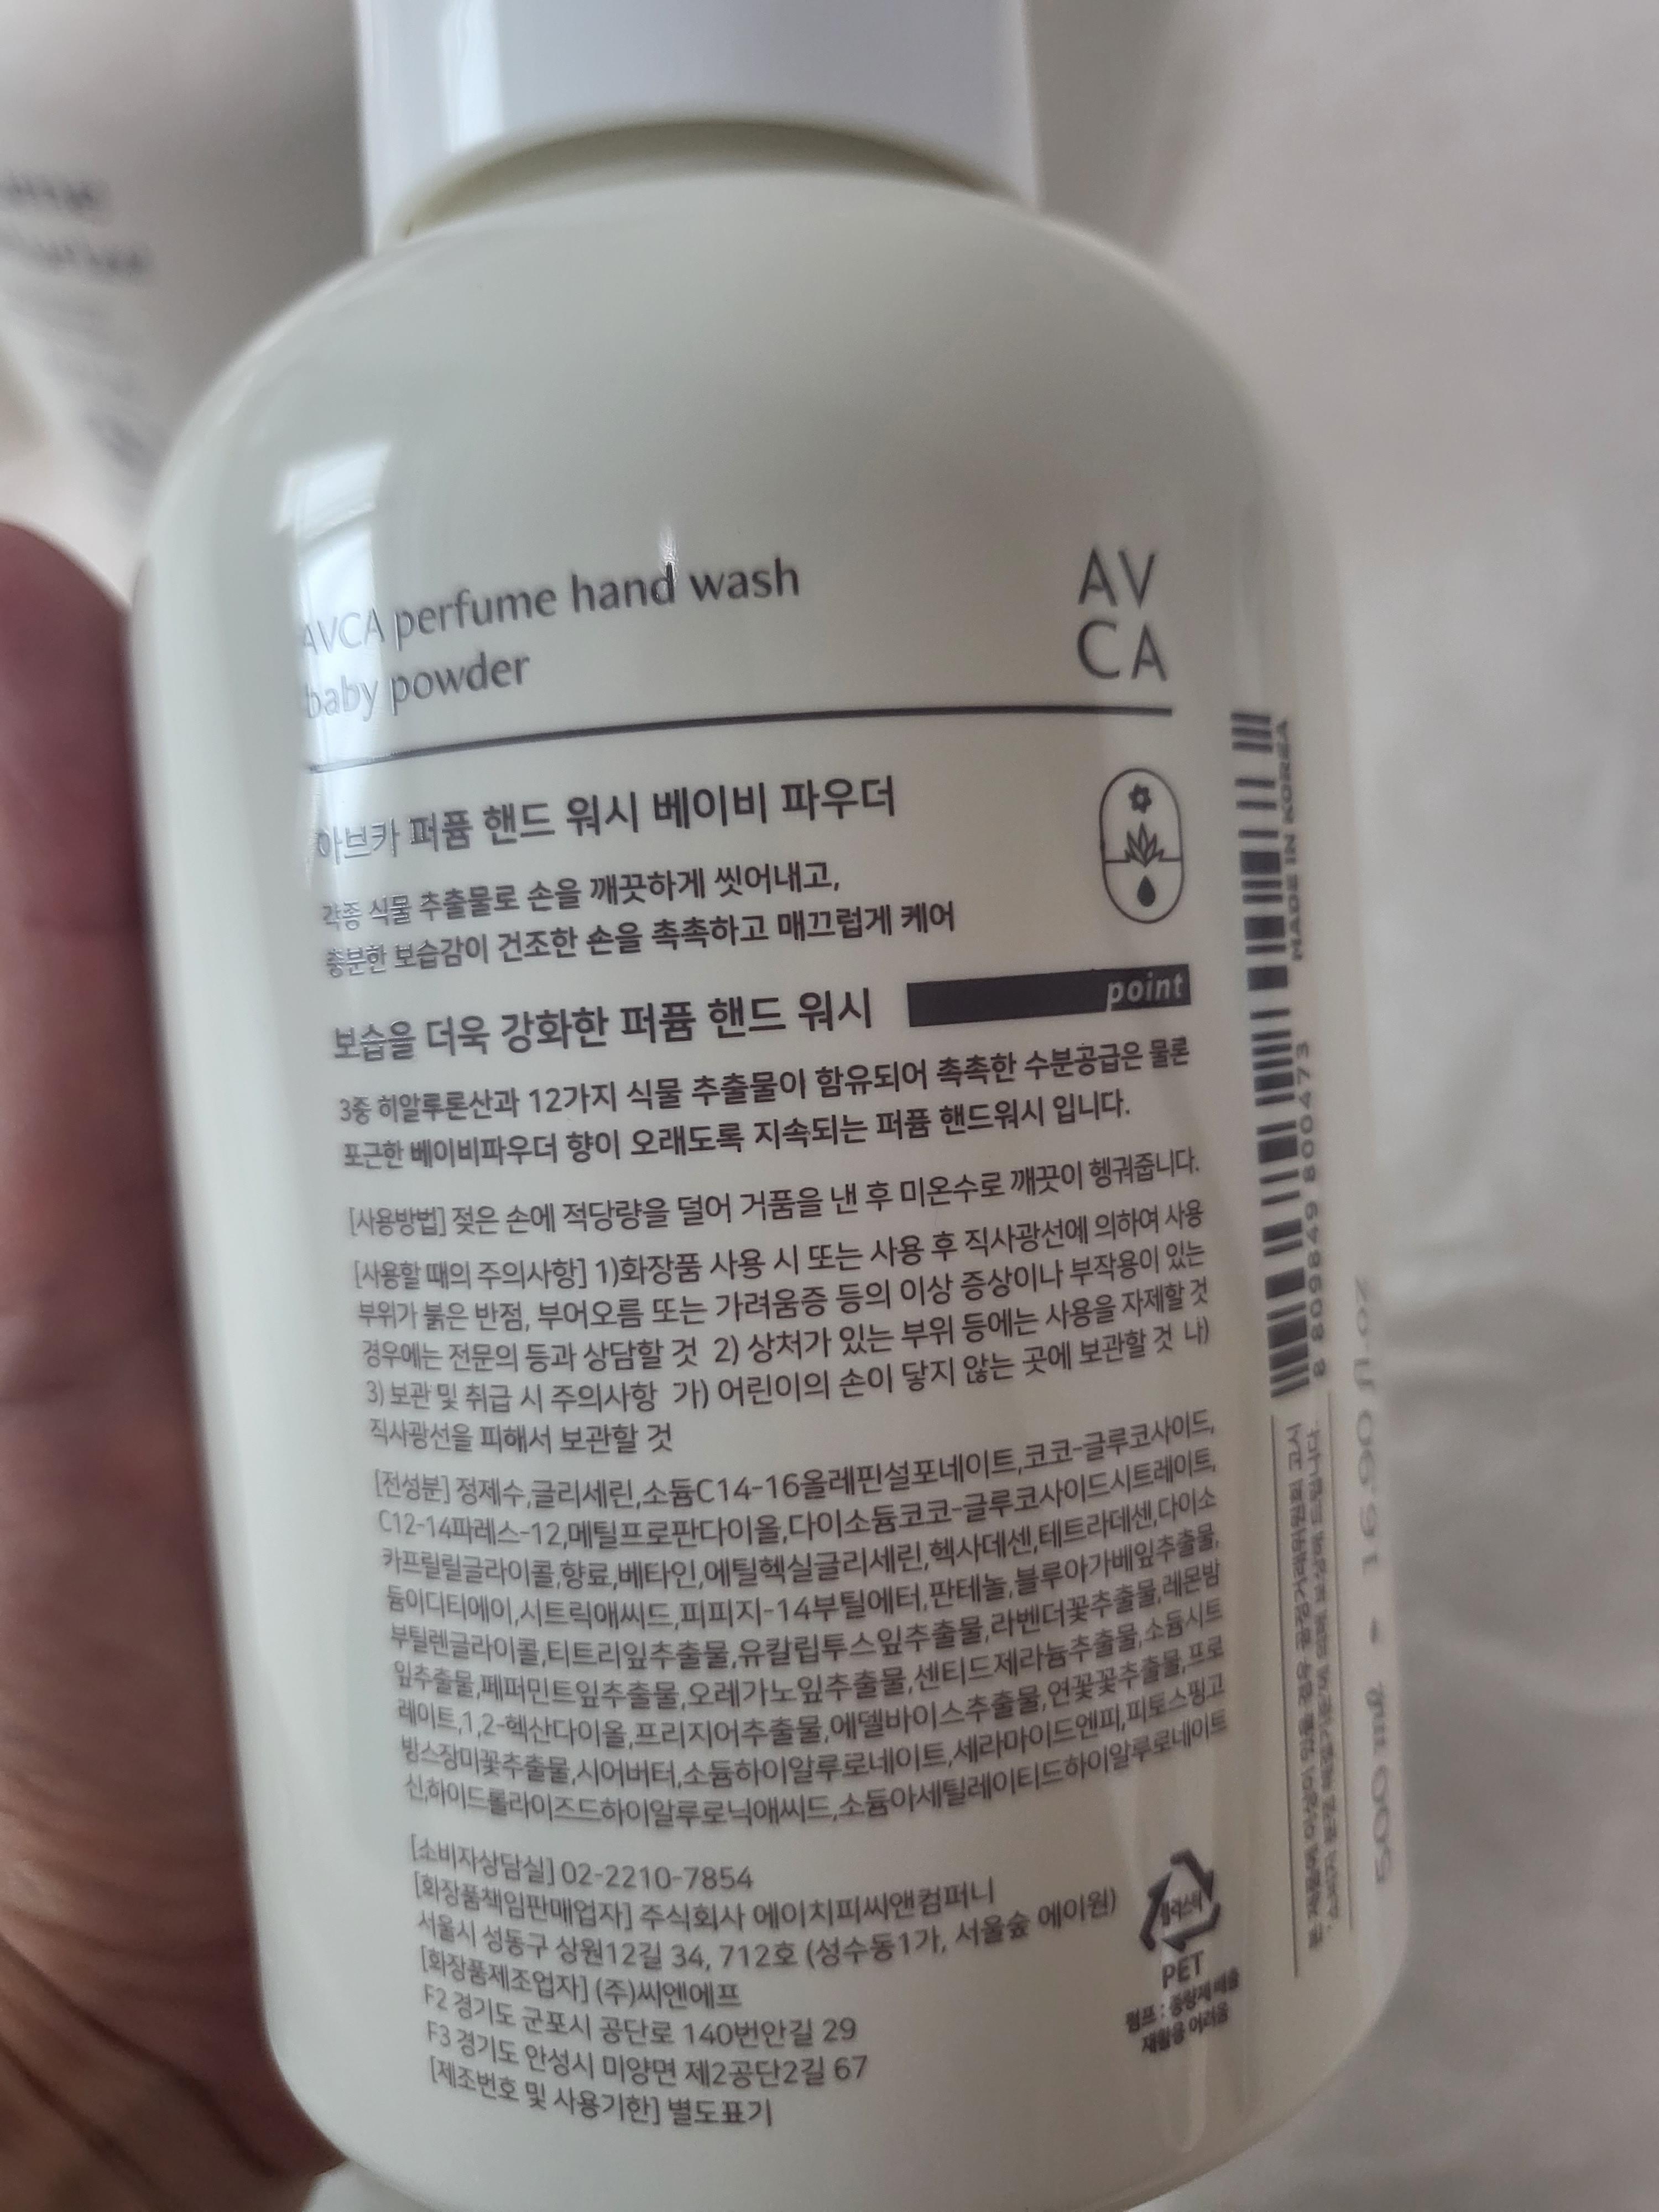 AVCA perfume hand wash
baby powder
AV
CA
아브카 퍼퓸 핸드 워시 베이비 파우더
각종 식물 추출물로 손을 깨끗하게 씻어내고,
충분한 보습감이 건조한 손을 촉촉하고 매끄럽게 케어
보습을 더욱 강화한 퍼퓸 핸드 워시
point
3종 히알루론산과 12가지 식물 추출물이 함유되어 촉촉한 수분공급은 물론
포근한 베이비파우더 향이 오래도록 지속되는 퍼퓸 핸드워시 입니다.
[사용방법] 젖은 손에 적당량을 덜어 거품을 낸 후 미온수로 깨끗이 헹궈줍니다.
[사용할 때의 주의사항] 1)화장품 사용 시 또는 사용 후 직사광선에 의하여 사용
부위가 붉은 반점, 부어오름 또는 가려움증 등의 이상 증상이나 부작용이 있는
경우에는 전문의 등과 상담할 것 2) 상처가 있는 부위 등에는 사용을 자제할 것
3) 보관 및 취급 시 주의사항 가) 어린이의 손이 닿지 않는 곳에 보관할 것 나)
직사광선을 피해서 보관할 것
[전성분] 정제수,글리세린,소듐C14-16올레핀설포네이트,코코-글루코사이드,
C12-14파레스-12,메틸프로판다이올,다이소듐코코-글루코사이드시트레이트,
카프릴릴글라이콜,향료,베타인,에틸헥실글리세린,헥사데센,테트라데센,다이소
듐이디티에이,시트릭애씨드,피피지-14부틸에터,판테놀,블루아가베잎추출물,
부틸렌글라이콜,티트리잎추출물,유칼립투스잎추출물,라벤더꽃추출물,레몬밤
잎추출물,페퍼민트잎추출물,오레가노잎추출물,센티드제라늄추출물,소듐시트
레이트,1,2-헥산다이올,프리지어추출물,에델바이스추출물,연꽃꽃추출물,프로
방스장미꽃추출물,시어버터,소듐하이알루로네이트,세라마이드엔피,피토스핑고
신,하이드롤라이즈드하이알루로닉애씨드,소듐아세틸레이티드하이알루로네이트
[소비자상담실] 02-2210-7854
[화장품책임판매업자] 주식회사 에이치피씨앤컴퍼니
서울시 성동구 상원12길 34, 712호 (성수동1가, 서울숲 에이원)
[화장품제조업자] (주)씨엔에프
F2 경기도 군포시 공단로 140번안길 29
F3 경기도 안성시 미양면 제2공단2길 67
[제조번호 및 사용기한] 별도표기
PET
펌프 :
재활용 어려움
MADE IN KOREA
8 809849 800473